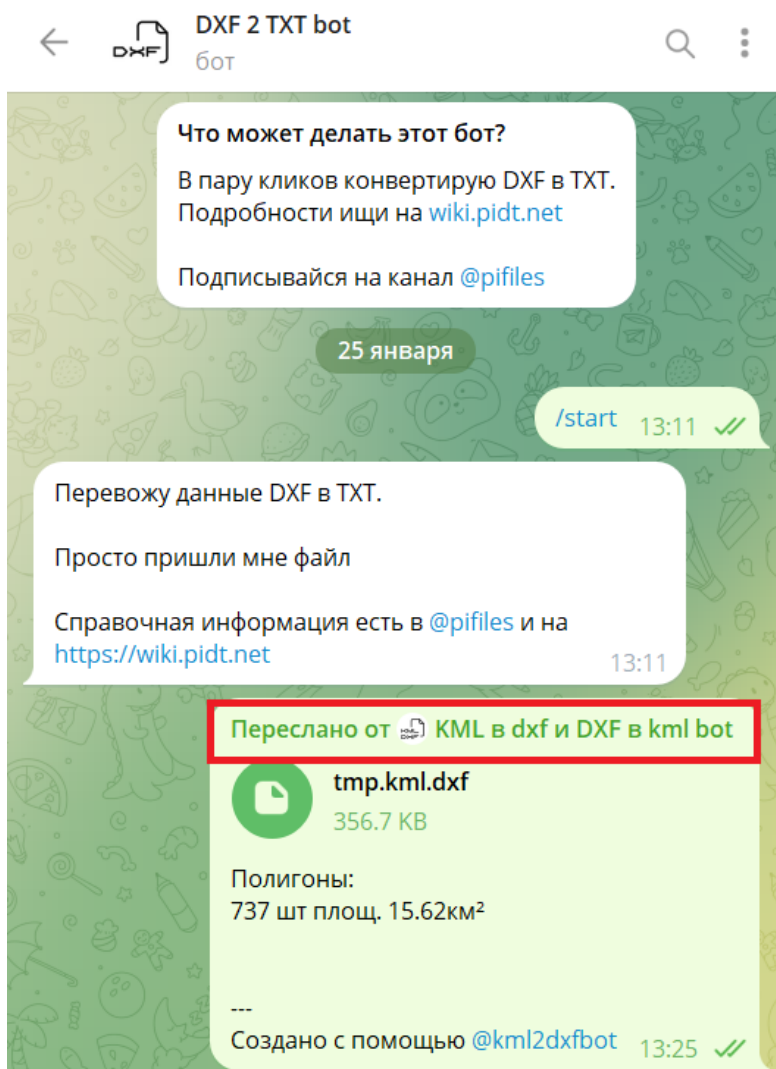 DXF 2 TXT bot
DXF
бот
Что может делать этот бот?
В пару кликов конвертирую DXF в TXT.
Подробности ищи на wiki.pidt.net
Подписывайся на канал @pifiles
25 января
/start 13:11
Перевожу данные DXF в TXT.
Просто пришли мне файл
Справочная информация есть в @pifiles и на
https://wiki.pidt.net
13:11
Переслано от KML в dxf и DXF в kml bot
tmp.kml.dxf
356.7 KB
Полигоны:
737 шт площ. 15.62км²
---
Создано с помощью @kml2dxfbot 13:25